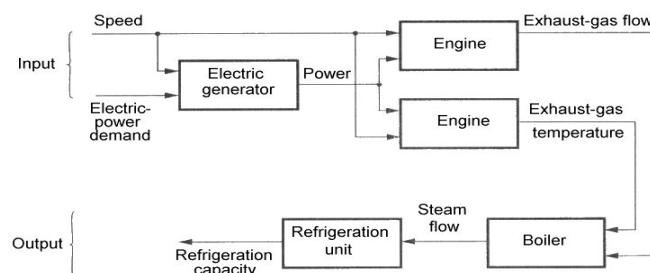 Speed
Exhaust-gas flow
Input
Engine
Electric
generator
Power
Electric-
power
demand
Engine
Exhaust-gas
temperature
Output
Refrigeration
capacity
Refrigeration
unit
Steam
flow
Boiler